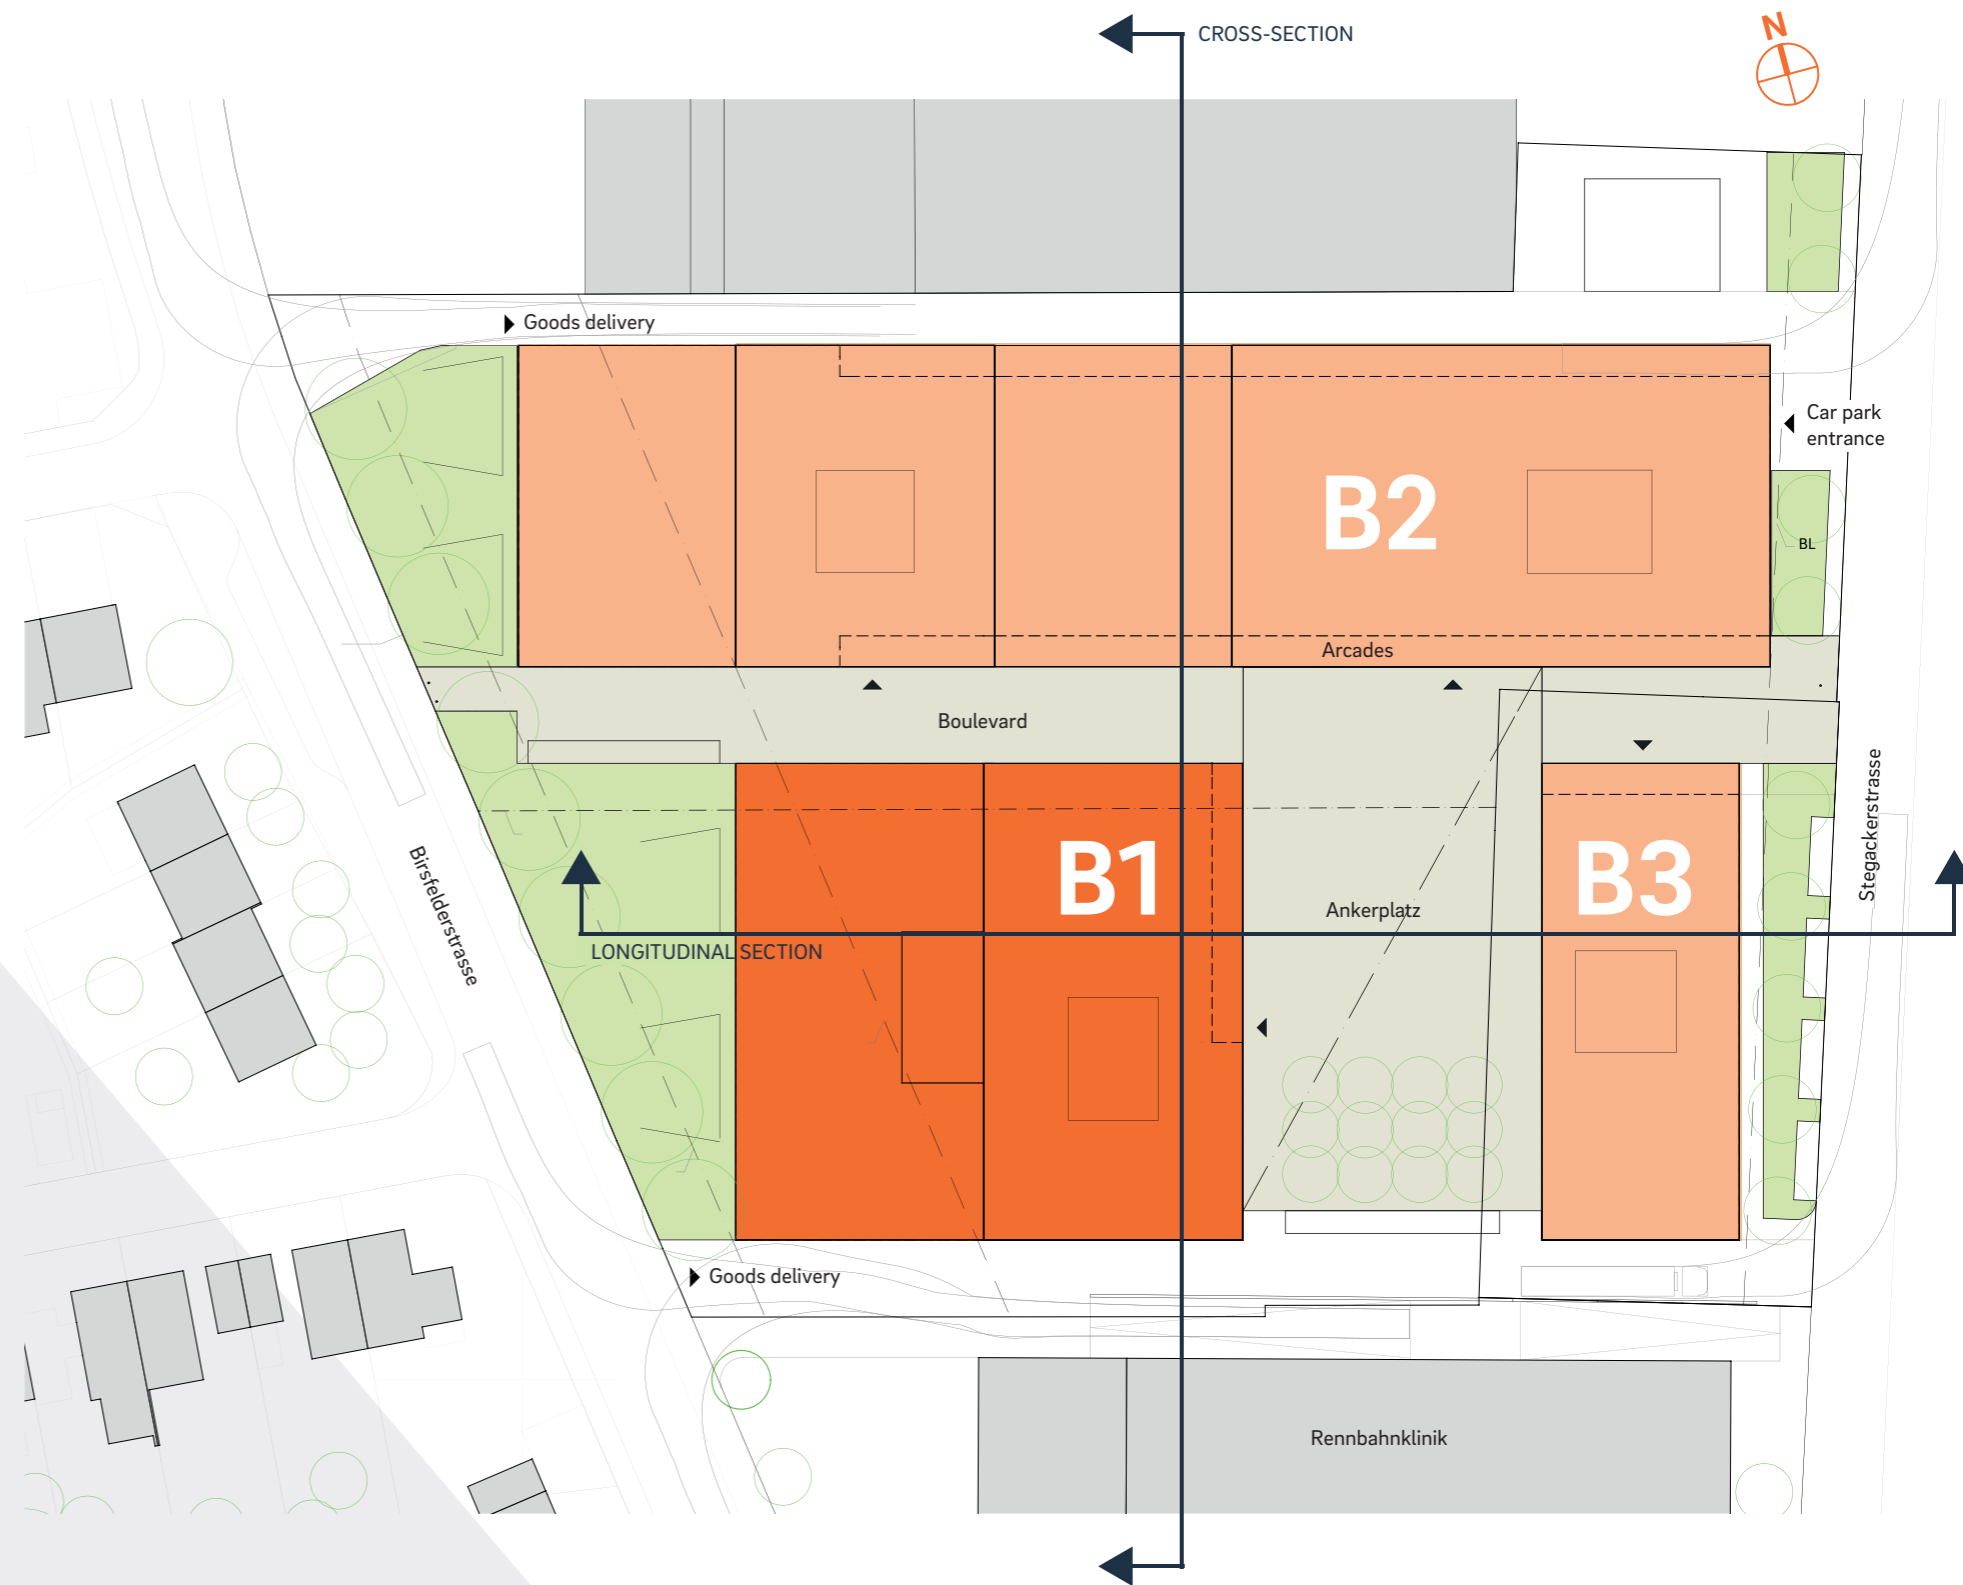 CROSS-SECTION
N
Goods delivery
Car park
entrance
B2
BL
Arcades
Boulevard
Stegackerstrasse
B1
B3
Birsfelderstrasse
Ankerplatz
LONGITUDINAL SECTION
Goods delivery
Rennbahnklinik